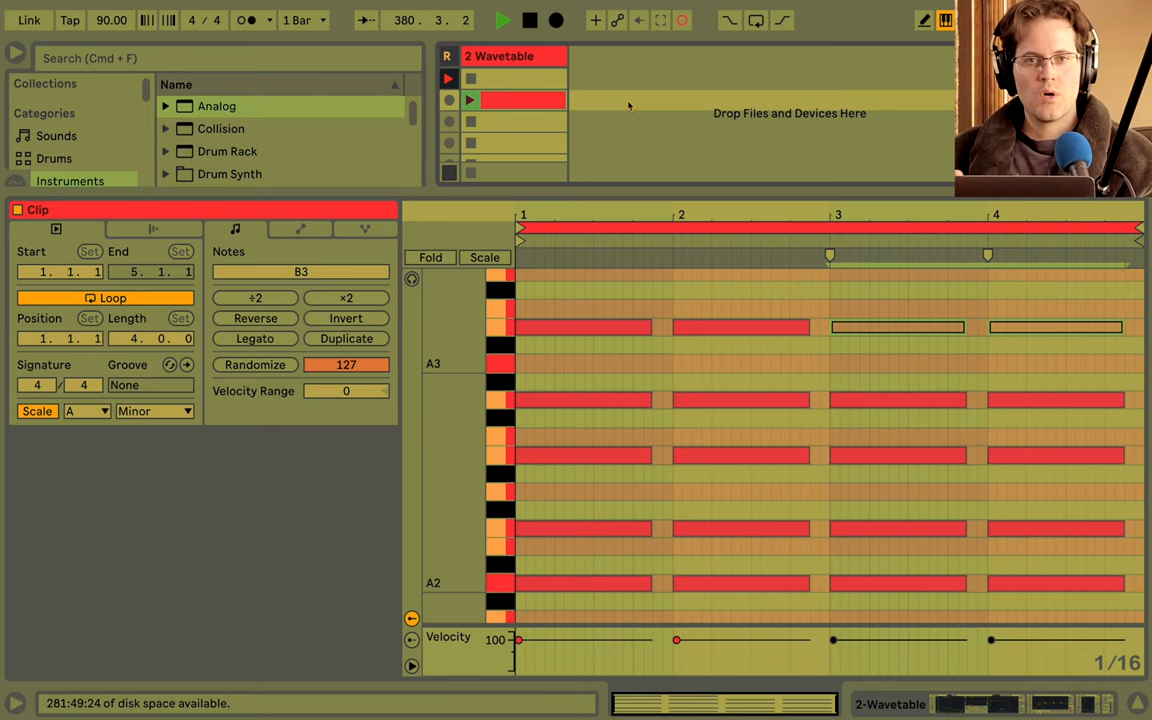 Link Tap 90.00 4 / 4 1 Bar 380. 3. 2
Search (Cmd + F)
Collections
Categories
Sounds
Drums
Instruments
Name
Analog
Collision
Drum Rack
Drum Synth
R 2 Wavetable
Drop Files and Devices Here
Clip
Start Set End Set
1. 1. 1 5. 1. 1
Loop
Position Set Length Set
1. 1. 1 4. 0. 0
Signature Groove
4 / 4 None
Scale A Minor
Notes
B3
÷2 ×2
Reverse Invert
Legato Duplicate
Randomize 127
Velocity Range 0
1 2 3 4
Fold Scale
A3
A2
Velocity 100
1/16
281:49:24 of disk space available.
2-Wavetable